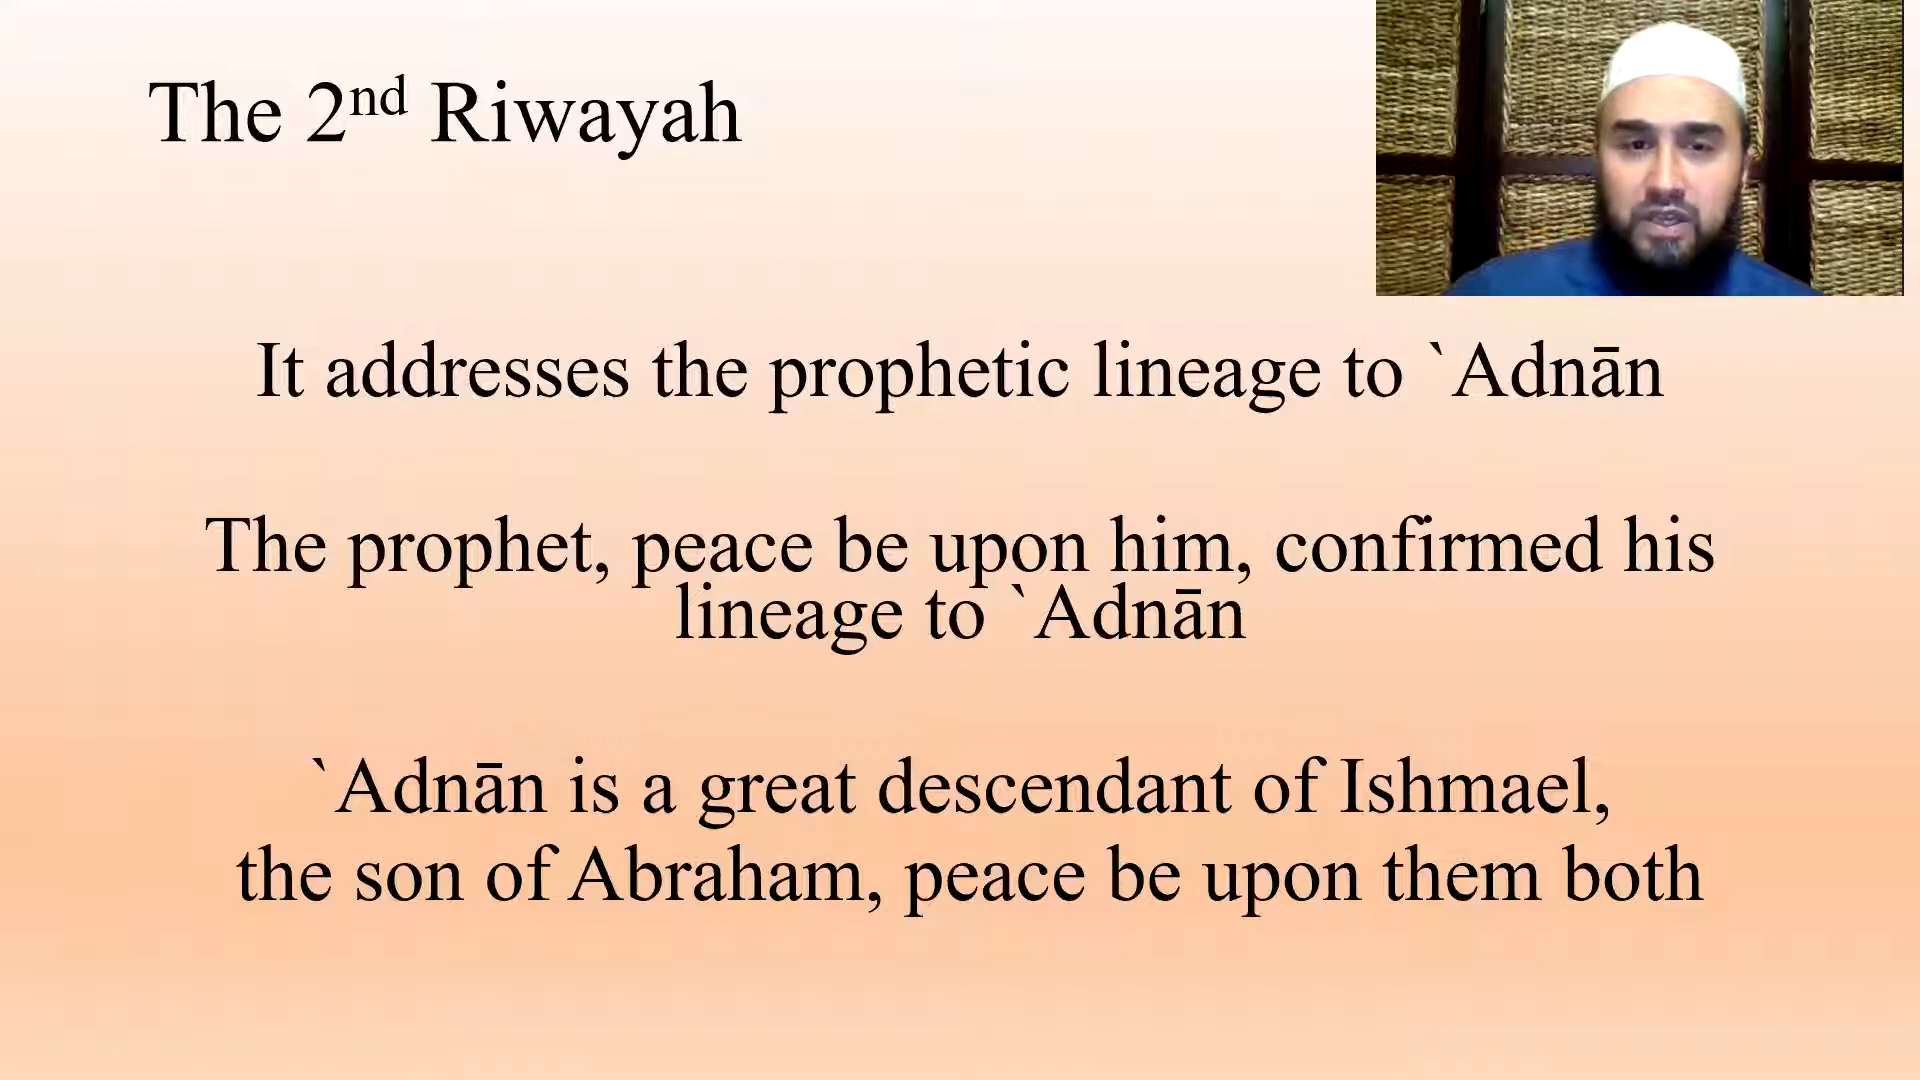 The 2nd Riwayah
It addresses the prophetic lineage to `Adnān
The prophet, peace be upon him, confirmed his
lineage to `Adnān
`Adnān is a great descendant of Ishmael,
the son of Abraham, peace be upon them both